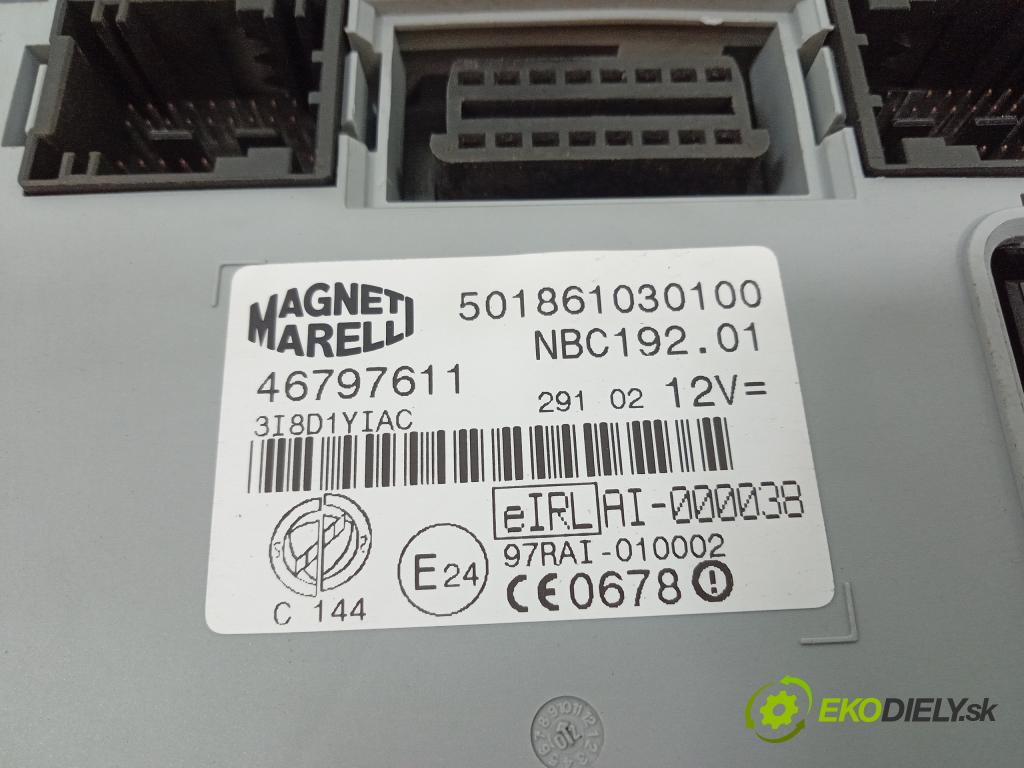 MAGNETI
MARELLI
501861030100
NBC192.01
46797611
291 02 12V=
3I8D1YIAC
eIRL AI-000038
97RAI-010002
E24
CE0678
C 144
EKODIELY.sk